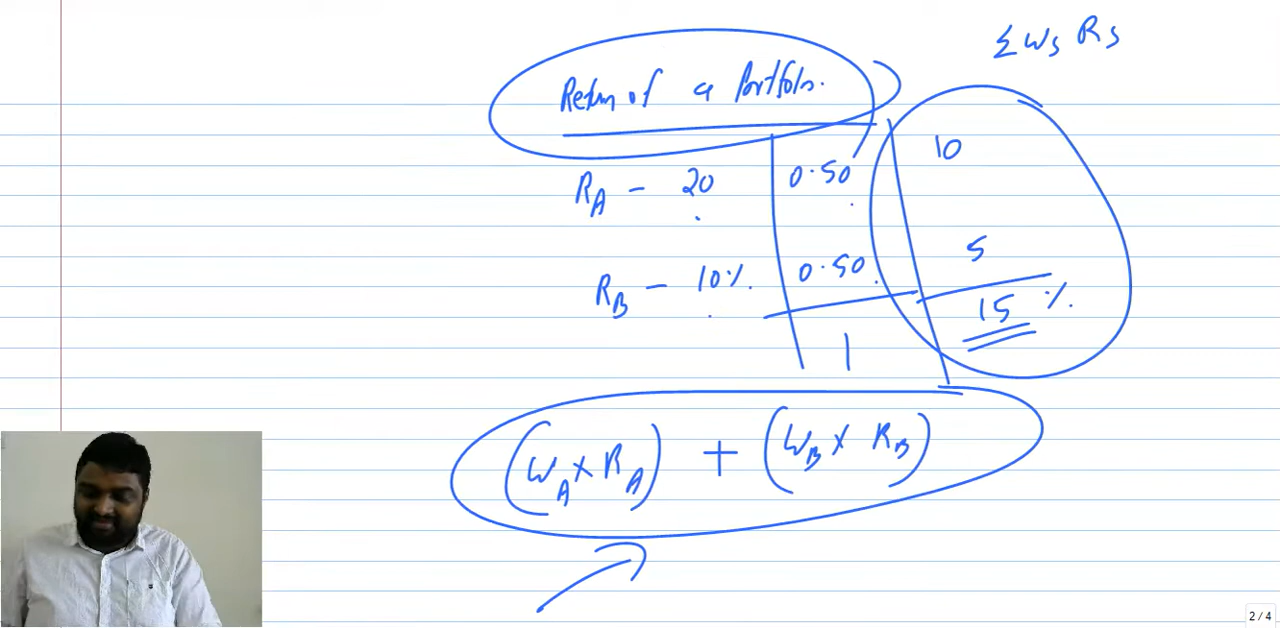 Σ Ws Rs
Return of a Portfolio.
R_A - 20 0.50 10
R_B - 10% 0.50 5
1 15 %
(W_A x R_A) + (W_B x R_B)
2 / 4